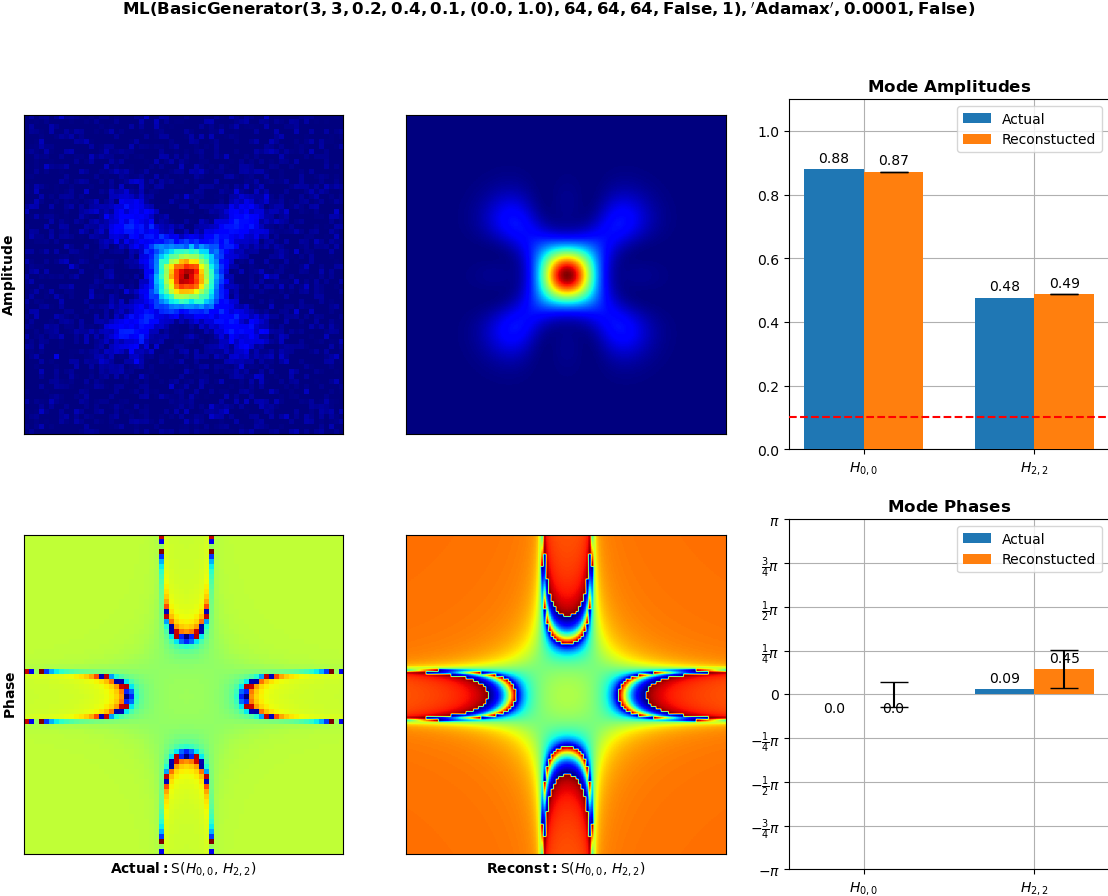 ML(BasicGenerator(3, 3, 0.2, 0.4, 0.1, (0.0, 1.0), 64, 64, 64, False, 1), 'Adamax', 0.0001, False)
Amplitude
Mode Amplitudes
Actual
Reconstucted
1.0
0.8
0.6
0.4
0.2
0.0
0.88
0.87
0.48
0.49
H0,0
H2,2
Phase
Actual: S(H0,0, H2,2)
Reconst: S(H0,0, H2,2)
Mode Phases
Actual
Reconstucted
π
3/4π
1/2π
1/4π
0
−1/4π
−1/2π
−3/4π
−π
0.0
0.0
0.09
0.45
H0,0
H2,2